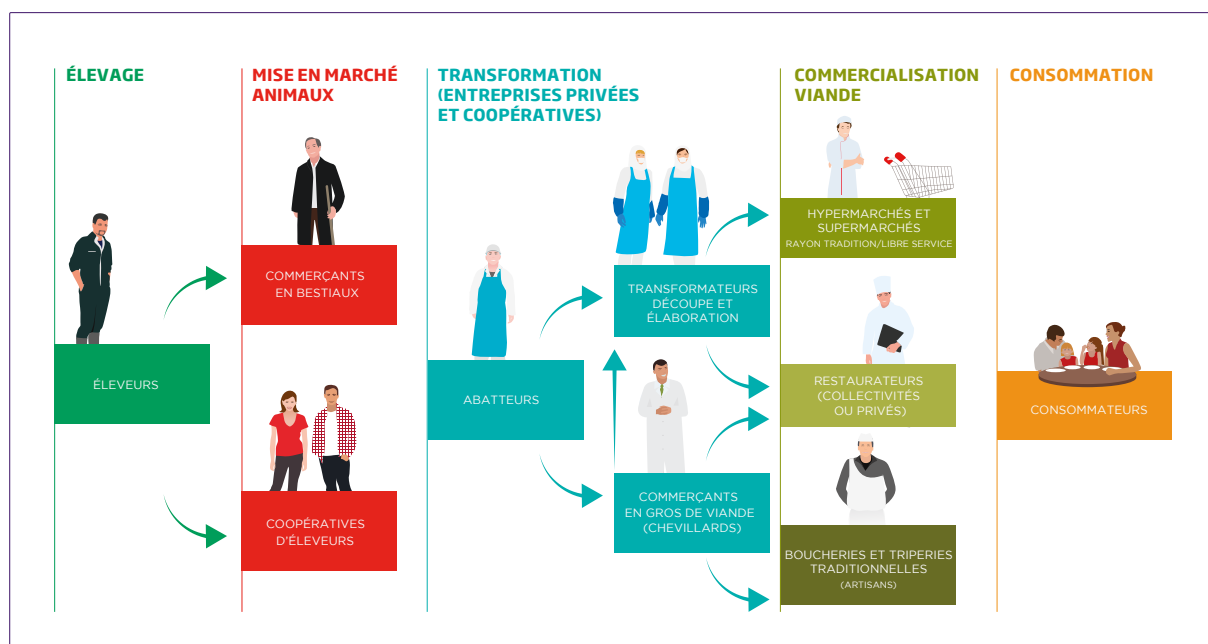 ÉLEVAGE
ÉLEVEURS
MISE EN MARCHÉ
ANIMAUX
COMMERÇANTS
EN BESTIAUX
COOPÉRATIVES
D'ÉLEVEURS
TRANSFORMATION
(ENTREPRISES PRIVÉES
ET COOPÉRATIVES)
ABATTEURS
TRANSFORMATEURS
DÉCOUPE ET
ÉLABORATION
COMMERÇANTS
EN GROS DE VIANDE
(CHEVILLARDS)
COMMERCIALISATION
VIANDE
HYPERMARCHÉS ET
SUPERMARCHÉS
RAYON TRADITION/LIBRE SERVICE
RESTAURATEURS
(COLLECTIVITÉS
OU PRIVÉS)
BOUCHERIES ET TRIPERIES
TRADITIONNELLES
(ARTISANS)
CONSOMMATION
CONSOMMATEURS